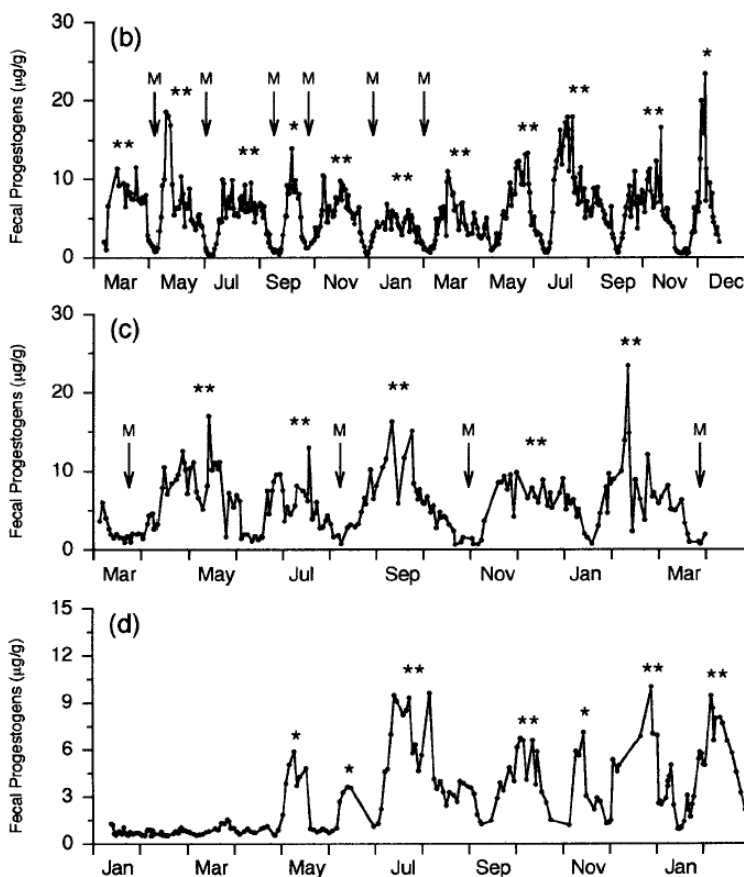 (b)
Fecal Progestogens (µg/g)
30
20
10
0
M M M M M M
** ** ** * ** ** ** ** ** ** *
Mar May Jul Sep Nov Jan Mar May Jul Sep Nov Dec
(c)
Fecal Progestogens (µg/g)
30
20
10
0
M M M M
** ** ** ** **
Mar May Jul Sep Nov Jan Mar
(d)
Fecal Progestogens (µg/g)
15
12
9
6
3
0
* * ** ** * ** **
Jan Mar May Jul Sep Nov Jan